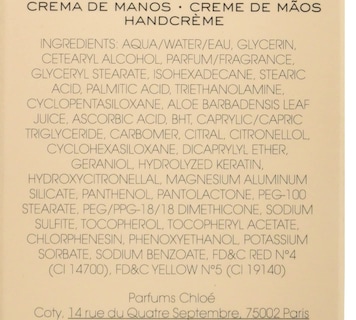 CREMA DE MANOS • CREME DE MÃOS
HANDCRÈME
INGREDIENTS: AQUA/WATER/EAU, GLYCERIN,
CETEARYL ALCOHOL, PARFUM/FRAGRANCE,
GLYCERYL STEARATE, ISOHEXADECANE, STEARIC
ACID, PALMITIC ACID, TRIETHANOLAMINE,
CYCLOPENTASILOXANE, ALOE BARBADENSIS LEAF
JUICE, ASCORBIC ACID, BHT, CAPRYLIC/CAPRIC
TRIGLYCERIDE, CARBOMER, CITRAL, CITRONELLOL,
CYCLOHEXASILOXANE, DICAPRYLYL ETHER,
GERANIOL, HYDROLYZED KERATIN,
HYDROXYCITRONELLAL, MAGNESIUM ALUMINUM
SILICATE, PANTHENOL, PANTOLACTONE, PEG-100
STEARATE, PEG/PPG-18/18 DIMETHICONE, SODIUM
SULFITE, TOCOPHEROL, TOCOPHERYL ACETATE,
CHLORPHENESIN, PHENOXYETHANOL, POTASSIUM
SORBATE, SODIUM BENZOATE, FD&C RED N°4
(CI 14700), FD&C YELLOW N°5 (CI 19140)
Parfums Chloé
Coty, 14 rue du Quatre Septembre, 75002 Paris